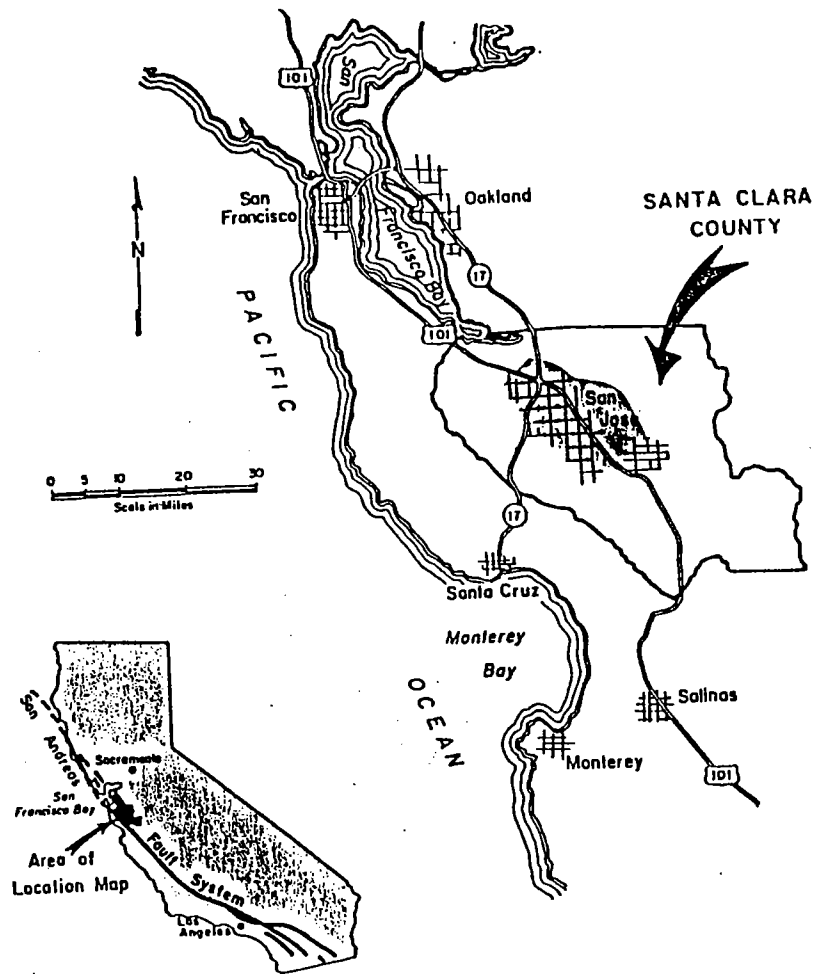 101
San
Francisco Bay
San
Francisco
Oakland
SANTA CLARA
COUNTY
N
17
101
PACIFIC
San
Jose
0 5 10 20 30
Scale in Miles
17
Santa Cruz
Monterey
Bay
OCEAN
Salinas
Monterey
101
San
Andreas
Fault
System
Sacramento
San
Francisco Bay
Area of
Location Map
Los
Angeles